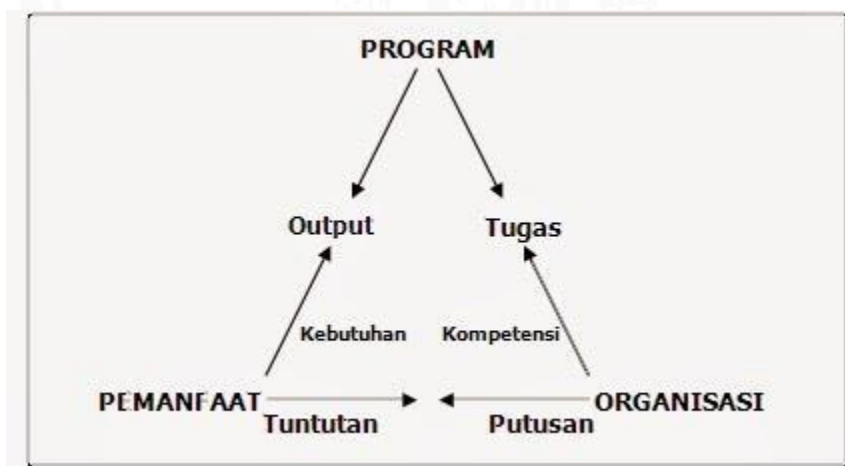 PROGRAM
Output Tugas
Kebutuhan Kompetensi
PEMANFAAT ORGANISASI
Tuntutan Putusan